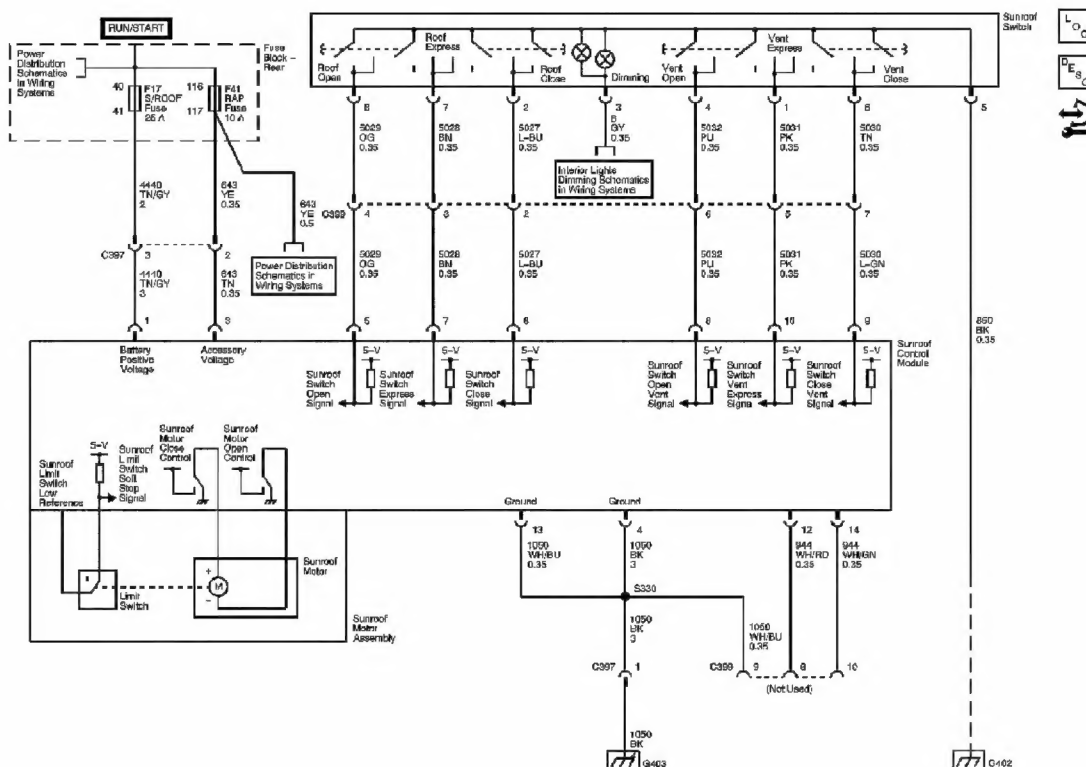 RUN/START
Power
Distribution
Schematics
in Wiring
Systems
Fuse
Block –
Rear
40
F17
S/ROOF
Fuse
25 A
41
116
F41
RAP
Fuse
10 A
117
Sunroof
Switch
Roof
Express
Roof
Open
Roof
Close
Dimming
Vent
Express
Vent
Open
Vent
Close
7
2
3
4
1
5
5029
OG
0.35
5028
BN
0.35
5027
L-BU
0.35
GY
0.35
5032
PU
0.35
5031
PK
0.35
5030
TN
0.35
Interior Lights
Dimming Schematics
in Wiring Systems
4440
TN/GY
2
643
YE
0.35
643
YE
0.5
C399
4
2
7
C397
3
2
Power Distribution
Schematics in
Wiring Systems
4440
TN/GY
3
643
TN
0.35
5029
OG
0.35
5028
BN
0.35
5027
L-BU
0.35
5032
PU
0.35
5031
PK
0.35
5030
L-GN
0.35
1
3
5
7
10
9
860
BK
0.35
Battery
Positive
Voltage
Accessory
Voltage
Sunroof
Control
Module
5-V
5-V
5-V
5-V
5-V
5-V
Sunroof
Switch
Open
Signal
Sunroof
Switch
Express
Signal
Sunroof
Switch
Close
Signal
Sunroof
Switch
Open
Vent
Signal
Sunroof
Switch
Vent
Express
Signa
Sunroof
Switch
Close
Vent
Signal
Sunroof
Limit
Switch
Low
Reference
5-V
Sunroof
Limit
Switch
Soft
Stop
Signal
Sunroof
Motor
Close
Control
Sunroof
Motor
Open
Control
Ground
Ground
13
4
12
14
1050
WH/BU
0.35
1050
BK
3
944
WH/RD
0.35
944
WH/GN
0.35
Limit
Switch
+
M
–
Sunroof
Motor
Sunroof
Motor
Assembly
S330
1050
BK
3
1050
WH/BU
0.35
C397
1
C399
9
10
(Not Used)
1050
BK
G403
G402